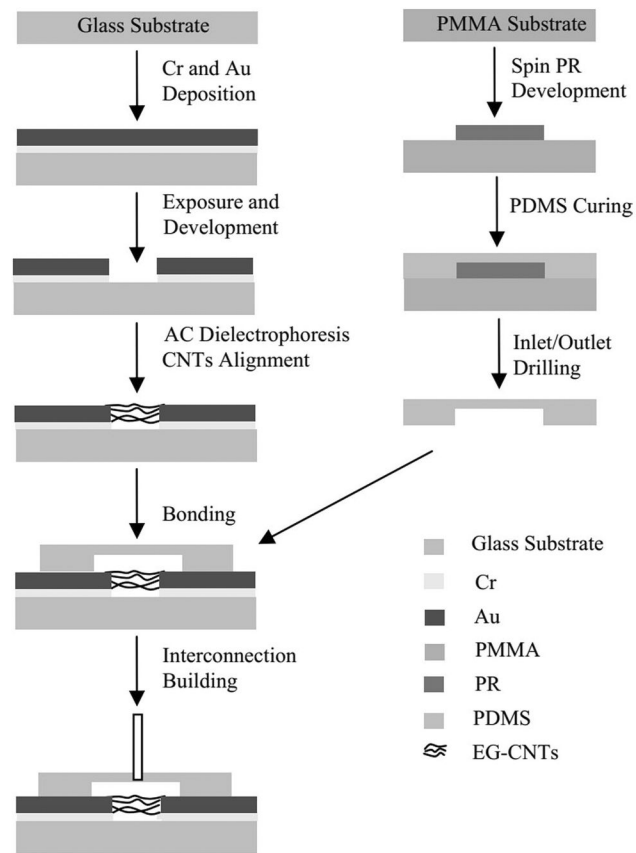 Glass Substrate
Cr and Au
Deposition
Exposure and
Development
AC Dielectrophoresis
CNTs Alignment
Bonding
Interconnection
Building
PMMA Substrate
Spin PR
Development
PDMS Curing
Inlet/Outlet
Drilling
Glass Substrate
Cr
Au
PMMA
PR
PDMS
EG-CNTs